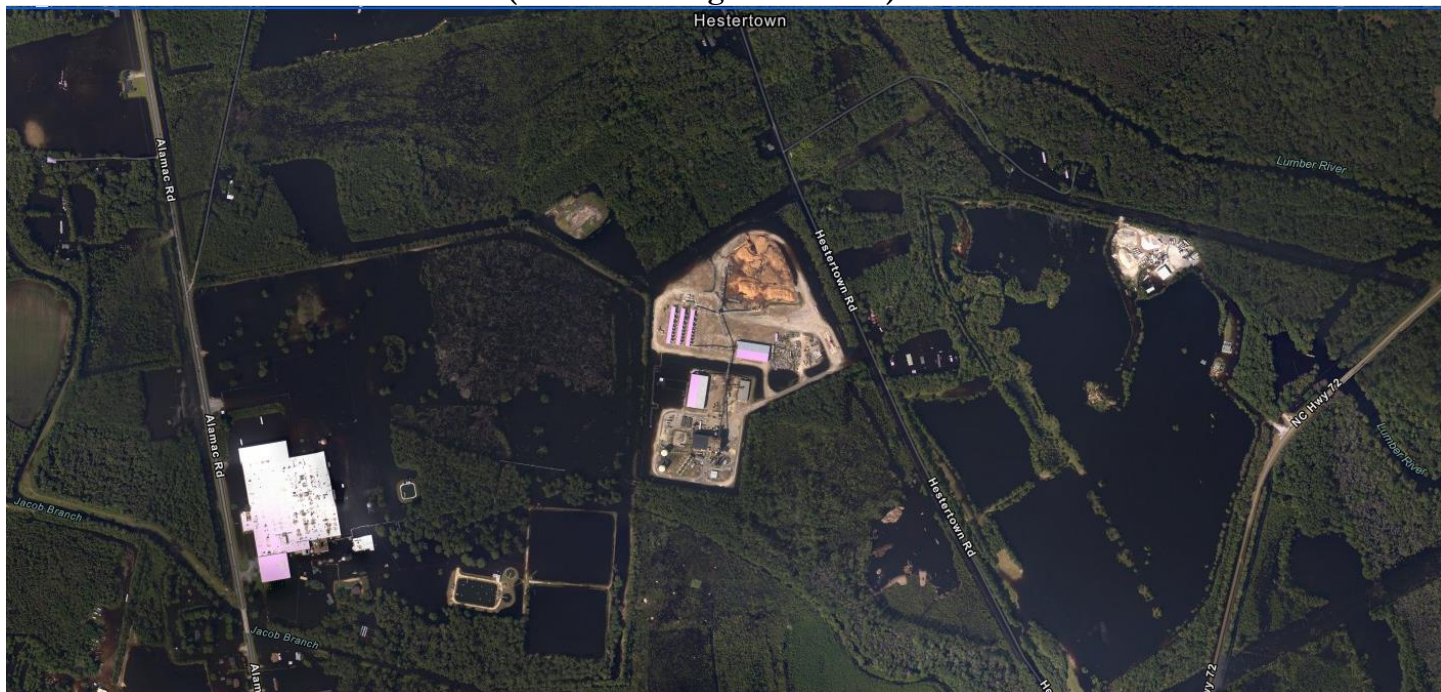 Hestertown
Alamac Rd
Lumber River
Hestertown Rd
NC Hwy 72
Alamac Rd
Lumber River
Jacob Branch
Hestertown Rd
Jacob Branch